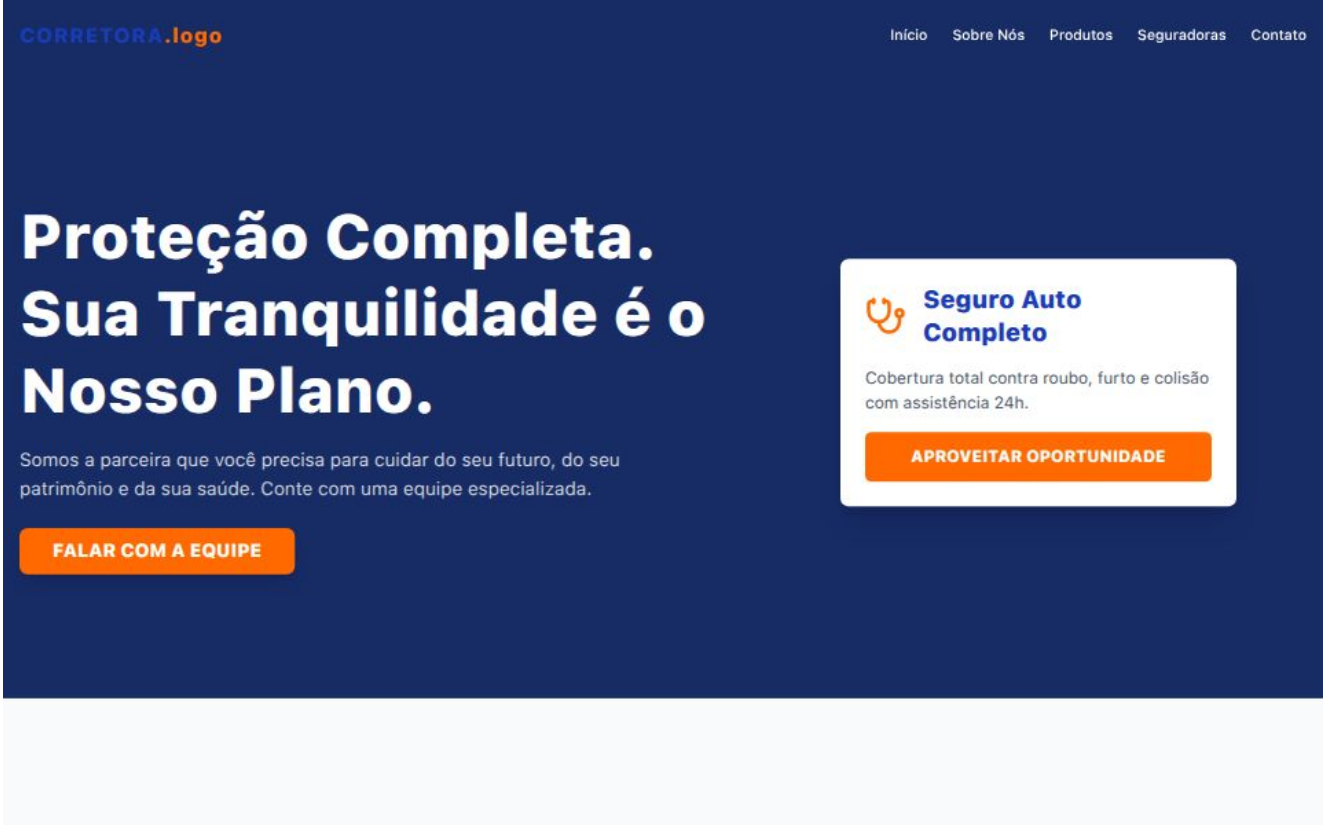 CORRETORA.logo
Início Sobre Nós Produtos Seguradoras Contato
Proteção Completa.
Sua Tranquilidade é o
Nosso Plano.
Somos a parceira que você precisa para cuidar do seu futuro, do seu
patrimônio e da sua saúde. Conte com uma equipe especializada.
FALAR COM A EQUIPE
Seguro Auto
Completo
Cobertura total contra roubo, furto e colisão
com assistência 24h.
APROVEITAR OPORTUNIDADE